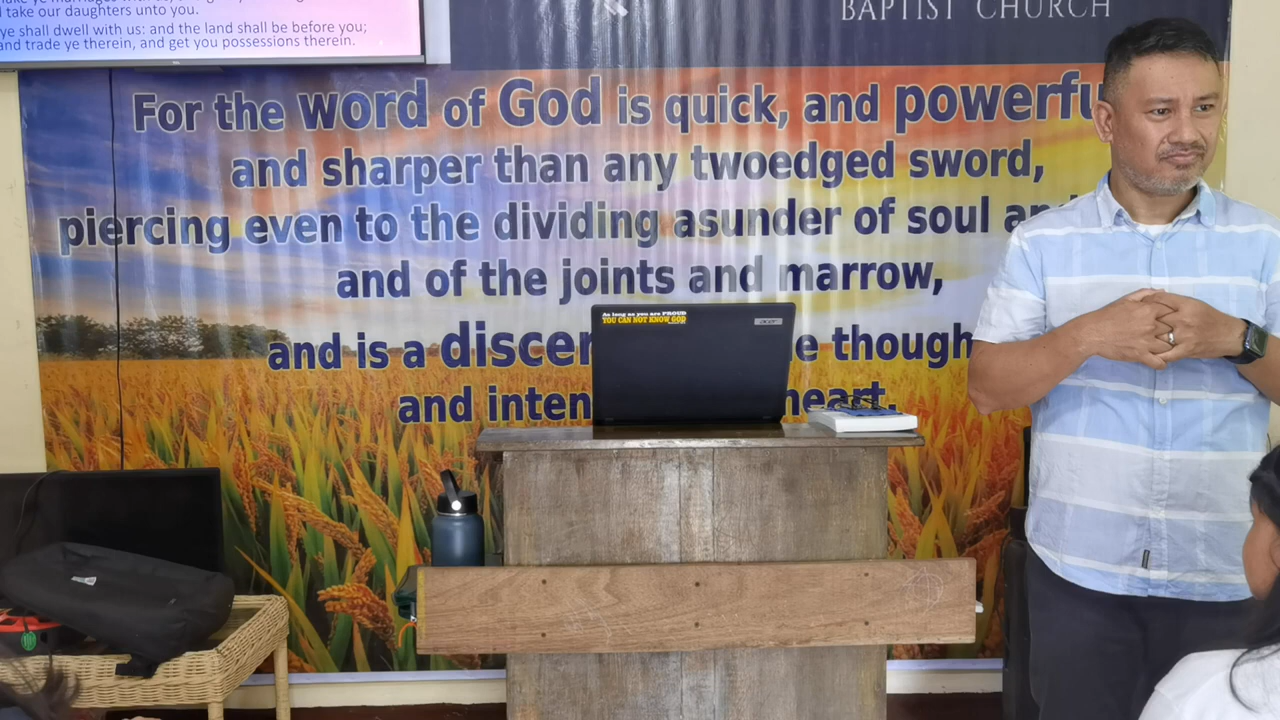 take our daughters unto you.
ye shall dwell with us: and the land shall be before you;
and trade ye therein, and get you possessions therein.
BAPTIST CHURCH
For the word of God is quick, and powerfu
and sharper than any twoedged sword,
piercing even to the dividing asunder of soul an
and of the joints and marrow,
and is a discer e though
and inten heart.
As long as you are PROUD
YOU CAN NOT KNOW GOD
acer